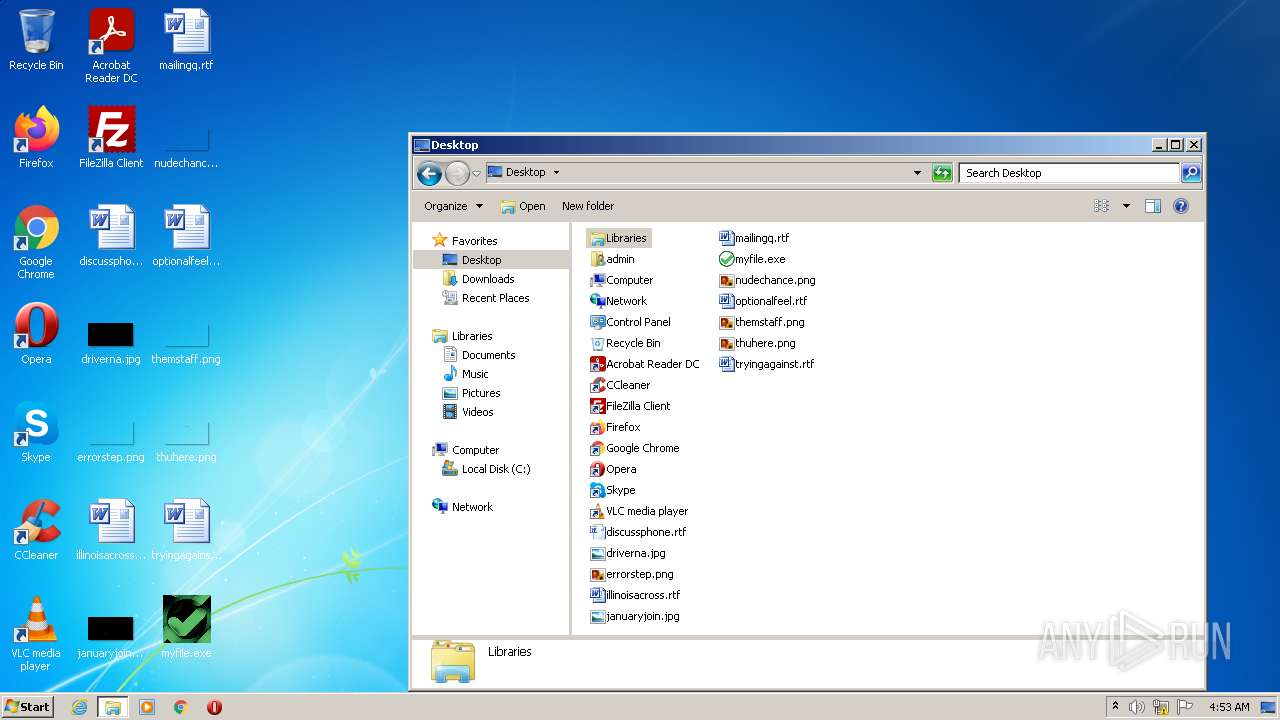 Recycle Bin
Acrobat
Reader DC
mailingq.rtf
Firefox
FileZilla Client
nudechanc...
Google
Chrome
discusspho...
optionalfeel...
Opera
driverna.jpg
themstaff.png
Skype
errorstep.png
thuhere.png
CCleaner
illinoisacross...
tryingagains...
VLC media
player
januaryjoin....
myfile.exe
Desktop
Desktop
Search Desktop
Organize
Open
New folder
Favorites
Desktop
Downloads
Recent Places
Libraries
Documents
Music
Pictures
Videos
Computer
Local Disk (C:)
Network
Libraries
admin
Computer
Network
Control Panel
Recycle Bin
Acrobat Reader DC
CCleaner
FileZilla Client
Firefox
Google Chrome
Opera
Skype
VLC media player
discussphone.rtf
driverna.jpg
errorstep.png
illinoisacross.rtf
januaryjoin.jpg
mailingq.rtf
myfile.exe
nudechance.png
optionalfeel.rtf
themstaff.png
thuhere.png
tryingagainst.rtf
Libraries
ANY RUN
Start
4:53 AM